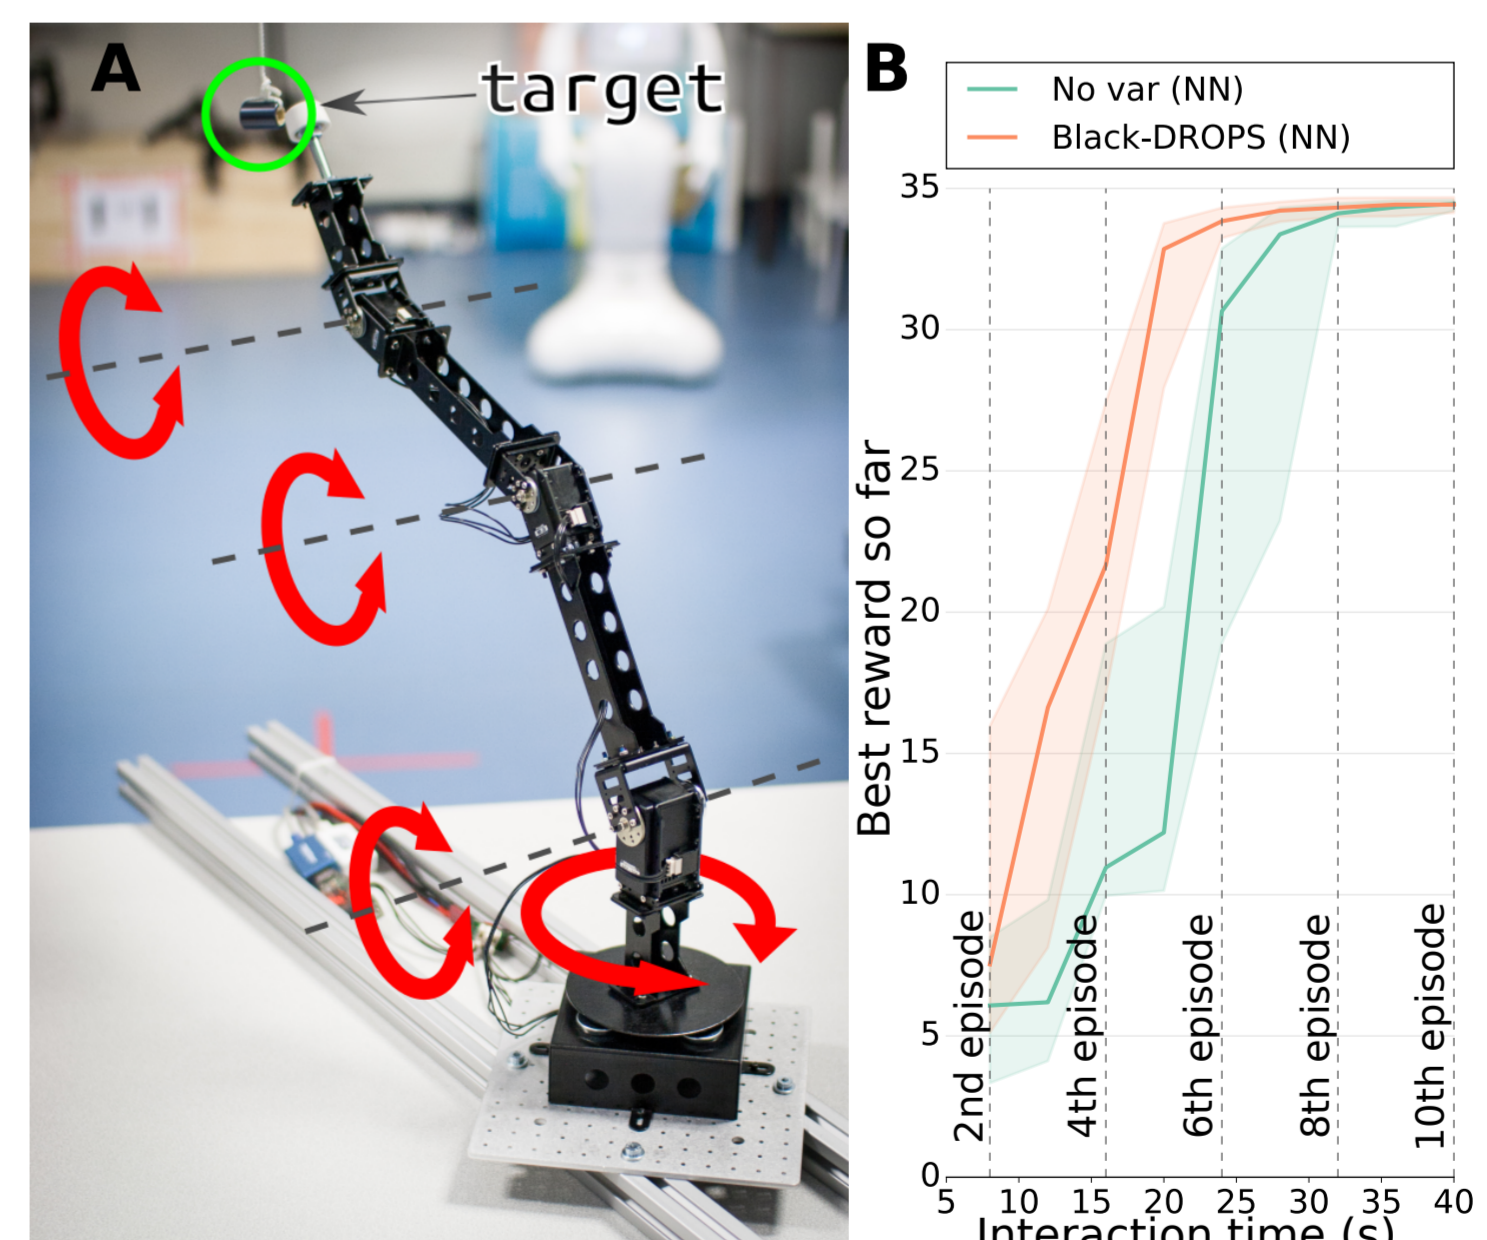 A
target
B
No var (NN)
Black-DROPS (NN)
Best reward so far
35
30
25
20
15
10
5
0
2nd episode
4th episode
6th episode
8th episode
10th episode
5 10 15 20 25 30 35 40
Interaction time (s)